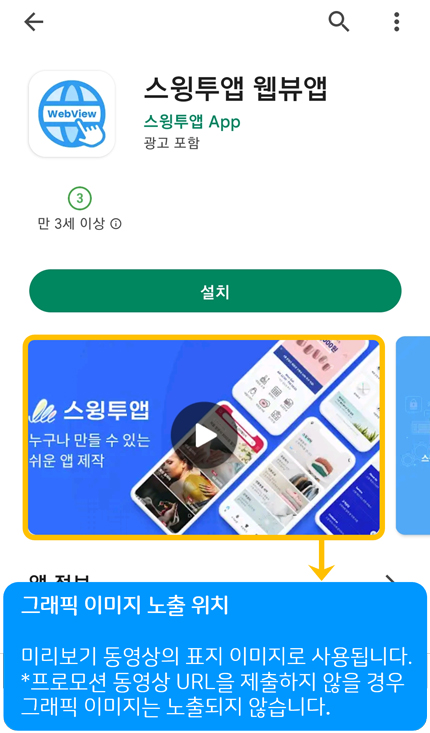 스윙투앱 웹뷰앱
WebView
스윙투앱 App
광고 포함
3
만 3세 이상
설치
스윙투앱
누구나 만들 수 있는
쉬운 앱 제작
앱 정보
그래픽 이미지 노출 위치
미리보기 동영상의 표지 이미지로 사용됩니다.
*프로모션 동영상 URL을 제출하지 않을 경우
그래픽 이미지는 노출되지 않습니다.